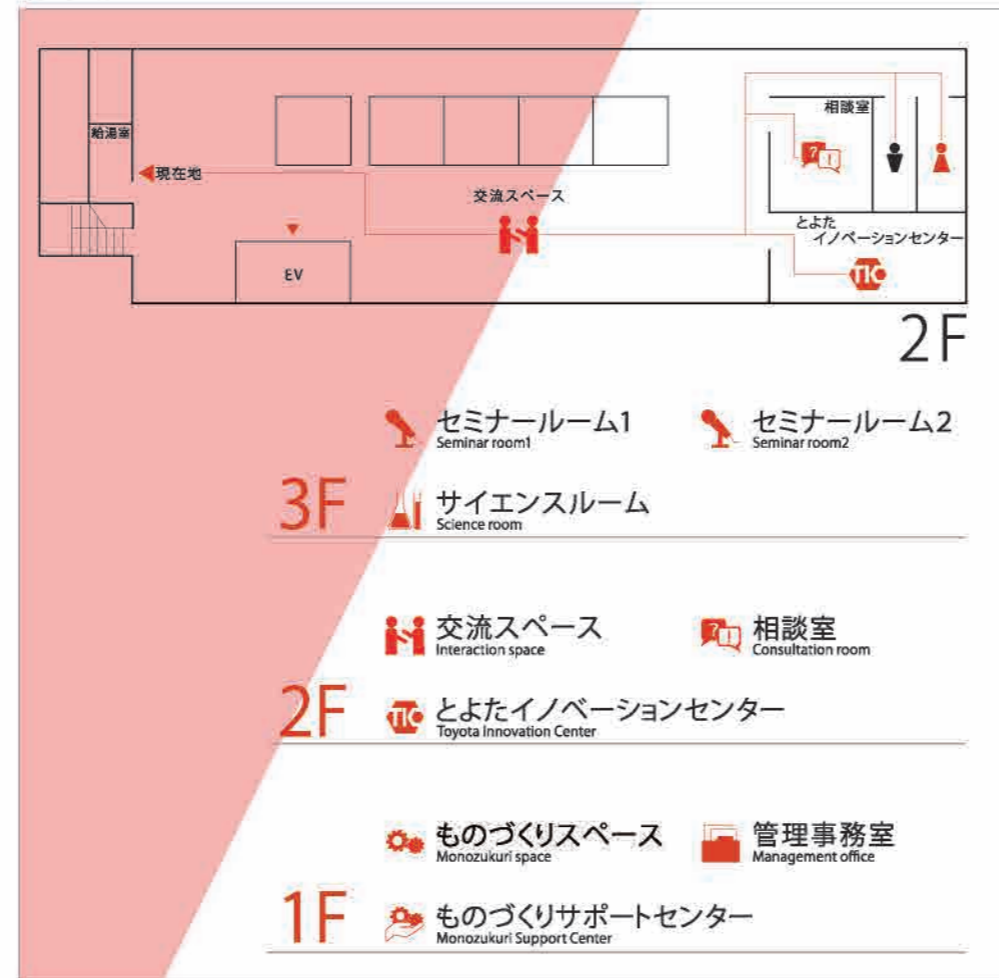 相談室
給湯室
現在地
交流スペース
とよた
イノベーションセンター
EV
TIC
2F
セミナールーム1
Seminar room1
セミナールーム2
Seminar room2
3F
サイエンスルーム
Science room
交流スペース
Interaction space
相談室
Consultation room
2F
TIC
とよたイノベーションセンター
Toyota Innovation Center
ものづくりスペース
Monozukuri space
管理事務室
Management office
1F
ものづくりサポートセンター
Monozukuri Support Center